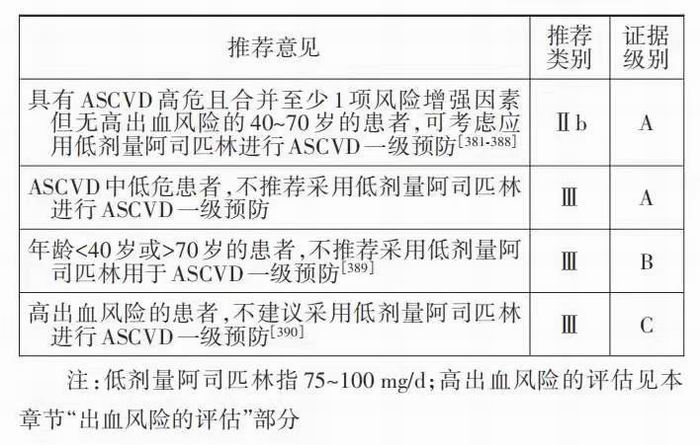 推荐意见
推荐
类别
证据
级别
具有 ASCVD 高危且合并至少1项风险增强因素
但无高出血风险的40~70岁的患者,可考虑应
用低剂量阿司匹林进行ASCVD一级预防[381-388]
Ⅱb
A
ASCVD中低危患者,不推荐采用低剂量阿司匹林
进行ASCVD一级预防
Ⅲ
A
年龄<40岁或>70岁的患者,不推荐采用低剂量阿
司匹林用于ASCVD一级预防[389]
Ⅲ
B
高出血风险的患者,不建议采用低剂量阿司匹林
进行ASCVD一级预防[390]
Ⅲ
C
注:低剂量阿司匹林指75~100 mg/d;高出血风险的评估见本
章节“出血风险的评估”部分